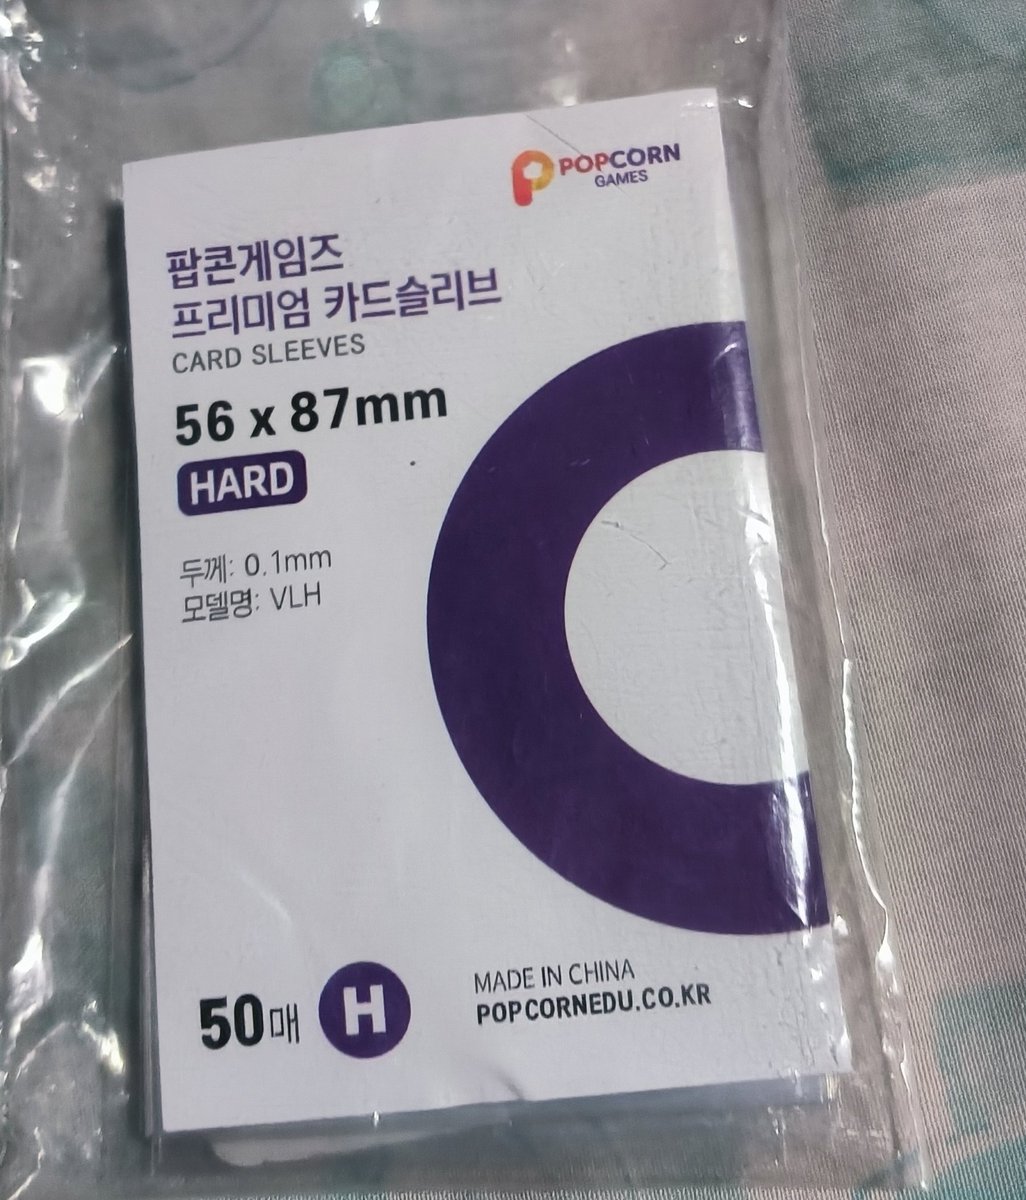 POPCORN
GAMES
팝콘게임즈
프리미엄 카드슬리브
CARD SLEEVES
56 x 87mm
HARD
두께: 0.1mm
모델명: VLH
50매 H
MADE IN CHINA
POPCORNEDU.CO.KR